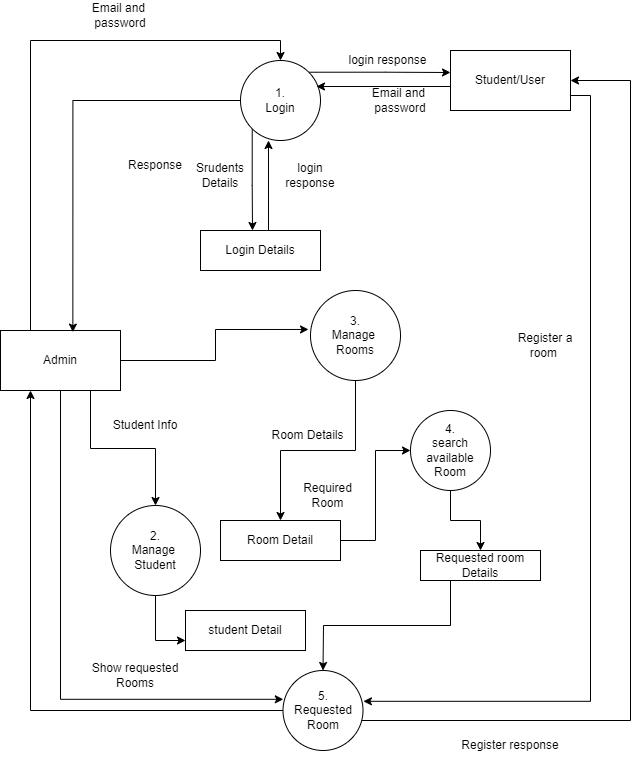 Email and
password
login response
1.
Login
Student/User
Email and
password
Response
Srudents
Details
login
response
Login Details
3.
Manage
Rooms
Admin
Register a
room
Student Info
Room Details
4.
search
available
Room
Required
Room
2.
Manage
Student
Room Detail
Requested room
Details
student Detail
Show requested
Rooms
5.
Requested
Room
Register response